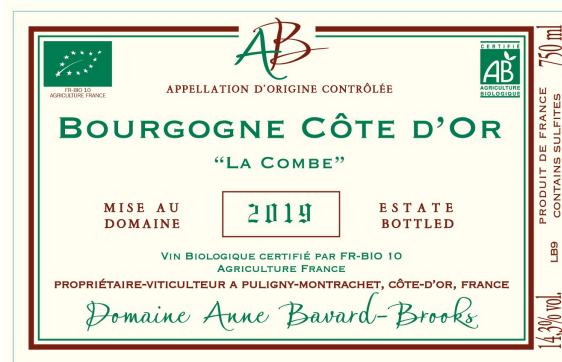 AB
FR-BIO 10
AGRICULTURE FRANCE
CERTIFIÉ
AB
AGRICULTURE
BIOLOGIQUE
APPELLATION D'ORIGINE CONTRÔLÉE
BOURGOGNE CÔTE D'OR
"LA COMBE"
MISE AU
DOMAINE
2019
ESTATE
BOTTLED
VIN BIOLOGIQUE CERTIFIÉ PAR FR-BIO 10
AGRICULTURE FRANCE
PROPRIÉTAIRE-VITICULTEUR A PULIGNY-MONTRACHET, CÔTE-D'OR, FRANCE
Domaine Anne Bavard-Brooks
750 ml
PRODUIT DE FRANCE
CONTAINS SULFITES
LB9
14,3% vol.